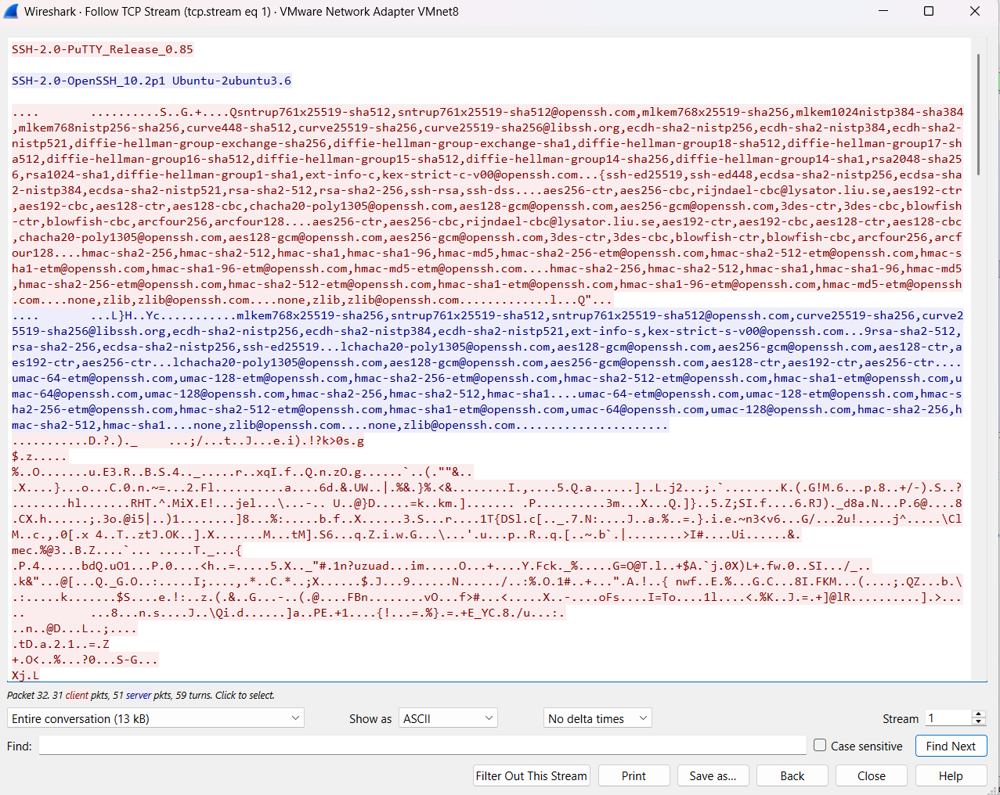 Wireshark · Follow TCP Stream (tcp.stream eq 1) · VMware Network Adapter VMnet8
SSH-2.0-PuTTY_Release_0.85
SSH-2.0-OpenSSH_10.2p1 Ubuntu-2ubuntu3.6
....       ..........S..G.+....Qsntrup761x25519-sha512,sntrup761x25519-sha512@openssh.com,mlkem768x25519-sha256,mlkem1024nistp384-sha384
,mlkem768nistp256-sha256,curve448-sha512,curve25519-sha256,curve25519-sha256@libssh.org,ecdh-sha2-nistp256,ecdh-sha2-nistp384,ecdh-sha2-
nistp521,diffie-hellman-group-exchange-sha256,diffie-hellman-group-exchange-sha1,diffie-hellman-group18-sha512,diffie-hellman-group17-sh
a512,diffie-hellman-group16-sha512,diffie-hellman-group15-sha512,diffie-hellman-group14-sha256,diffie-hellman-group14-sha1,rsa2048-sha25
6,rsa1024-sha1,diffie-hellman-group1-sha1,ext-info-c,kex-strict-c-v00@openssh.com...{ssh-ed25519,ssh-ed448,ecdsa-sha2-nistp256,ecdsa-sha
2-nistp384,ecdsa-sha2-nistp521,rsa-sha2-512,rsa-sha2-256,ssh-rsa,ssh-dss....aes256-ctr,aes256-cbc,rijndael-cbc@lysator.liu.se,aes192-ctr
,aes192-cbc,aes128-ctr,aes128-cbc,chacha20-poly1305@openssh.com,aes128-gcm@openssh.com,aes256-gcm@openssh.com,3des-ctr,3des-cbc,blowfish
-ctr,blowfish-cbc,arcfour256,arcfour128....aes256-ctr,aes256-cbc,rijndael-cbc@lysator.liu.se,aes192-ctr,aes192-cbc,aes128-ctr,aes128-cbc
,chacha20-poly1305@openssh.com,aes128-gcm@openssh.com,aes256-gcm@openssh.com,3des-ctr,3des-cbc,blowfish-ctr,blowfish-cbc,arcfour256,arcf
our128....hmac-sha2-256,hmac-sha2-512,hmac-sha1,hmac-sha1-96,hmac-md5,hmac-sha2-256-etm@openssh.com,hmac-sha2-512-etm@openssh.com,hmac-s
ha1-etm@openssh.com,hmac-sha1-96-etm@openssh.com,hmac-md5-etm@openssh.com....hmac-sha2-256,hmac-sha2-512,hmac-sha1,hmac-sha1-96,hmac-md5
,hmac-sha2-256-etm@openssh.com,hmac-sha2-512-etm@openssh.com,hmac-sha1-etm@openssh.com,hmac-sha1-96-etm@openssh.com,hmac-md5-etm@openssh
.com....none,zlib,zlib@openssh.com....none,zlib,zlib@openssh.com.............l...Q"...
....        ...L}H..Yc...........mlkem768x25519-sha256,sntrup761x25519-sha512,sntrup761x25519-sha512@openssh.com,curve25519-sha256,curve2
5519-sha256@libssh.org,ecdh-sha2-nistp256,ecdh-sha2-nistp384,ecdh-sha2-nistp521,ext-info-s,kex-strict-s-v00@openssh.com...9rsa-sha2-512,
rsa-sha2-256,ecdsa-sha2-nistp256,ssh-ed25519...lchacha20-poly1305@openssh.com,aes128-gcm@openssh.com,aes256-gcm@openssh.com,aes128-ctr,a
es192-ctr,aes256-ctr...lchacha20-poly1305@openssh.com,aes128-gcm@openssh.com,aes256-gcm@openssh.com,aes128-ctr,aes192-ctr,aes256-ctr....
umac-64-etm@openssh.com,umac-128-etm@openssh.com,hmac-sha2-256-etm@openssh.com,hmac-sha2-512-etm@openssh.com,hmac-sha1-etm@openssh.com,u
mac-64@openssh.com,umac-128@openssh.com,hmac-sha2-256,hmac-sha2-512,hmac-sha1....umac-64-etm@openssh.com,umac-128-etm@openssh.com,hmac-s
ha2-256-etm@openssh.com,hmac-sha2-512-etm@openssh.com,hmac-sha1-etm@openssh.com,umac-64@openssh.com,umac-128@openssh.com,hmac-sha2-256,h
mac-sha2-512,hmac-sha1....none,zlib@openssh.com....none,zlib@openssh.com......................
...........D.?.)._     ...;/...t..J...e.i).!?k>0s.g
$.z.....
%..O.......u.E3.R..B.S.4.._.....r..xqI.f..Q.n.zO.g......`..(.""&..
.X....}...o...C.0.n.~=...2.Fl..........a....6d.&.UW..|.%&.}%.<&........I.,....5.Q.a......]..L.j2...;.`........K.(.G!M.6...p.8..+/-).S..?
........hl.......RHT.^.MiX.E!...jel...\...-.. U..@}D.....=k..km.]........P..........3m...X...Q.]}..5.Z;SI.f....6.RJ)._d8a.N...P.6@....8
.CX.h......;.3o.@i5|..)1........]8...%:.....b.f..X......3.S...r....1T{DSl.c[.._.7.N:....J..a.%..=.}.i.e.~n3<v6...G/...2u!.....j^.....\Cl
M..c.,.0[.x 4..T..ztJ.OK..].X.......M...tM].S6...q.Z.i.w.G...\...'.u...p..R..q.[..~.b`.|........>I#....Ui......&.
mec.%@3..B.Z....`... .....T._...{
.P.4......bdQ.uO1...P.0....<h..=.....5.X.._"#.1n?uzuad...im.....O...+....Y.Fck._%.....G=O@T.l..+$A.`j.0X)L+.fw.0..SI.../_..
.k&"...@[...Q._G.O..:.....I;....,.*..C.*..;X......$.J...9......N....../..:%.O.1#..+...".A.!..{ nwf..E.%...G.C...8I.FKM...(....;.QZ...b.\
.:.....k.......$S....e.!:..z.(.&..G...-..(.@....FBn........vO...f>#...<.....X..-....oFs....I=To....1l....<.%K..J.=.+]@lR..........].>...
..          ...8...n.s....J..\Qi.d......]a..PE.+1....{!...=.%}.=.+E_YC.8./u...:.
..n..@D...L..;....
.tD.a.2.1..=.Z
+.O<..%...?0...S-G...
Xj.L
Packet 32. 31 client pkts, 51 server pkts, 59 turns. Click to select.
Entire conversation (13 kB) Show as ASCII No delta times Stream 1
Find: Case sensitive Find Next
Filter Out This Stream Print Save as... Back Close Help